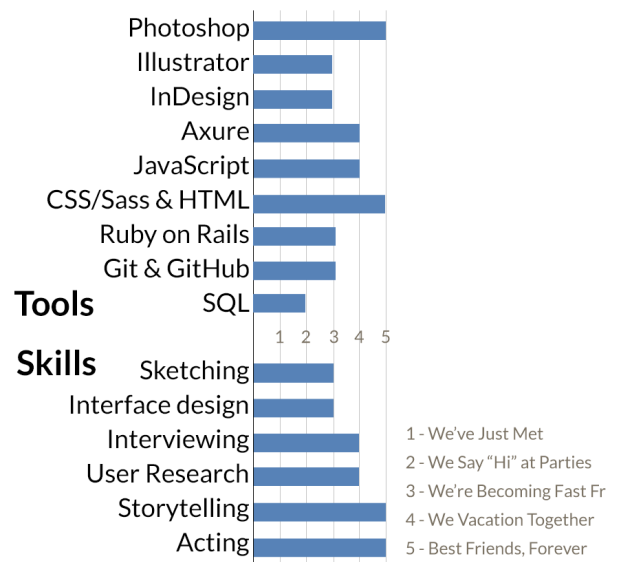 Photoshop
Illustrator
InDesign
Axure
JavaScript
CSS/Sass & HTML
Ruby on Rails
Git & GitHub
Tools
SQL
1 2 3 4 5
Skills
Sketching
Interface design
Interviewing
User Research
Storytelling
Acting
1 - We’ve Just Met
2 - We Say “Hi” at Parties
3 - We’re Becoming Fast Fr
4 - We Vacation Together
5 - Best Friends, Forever